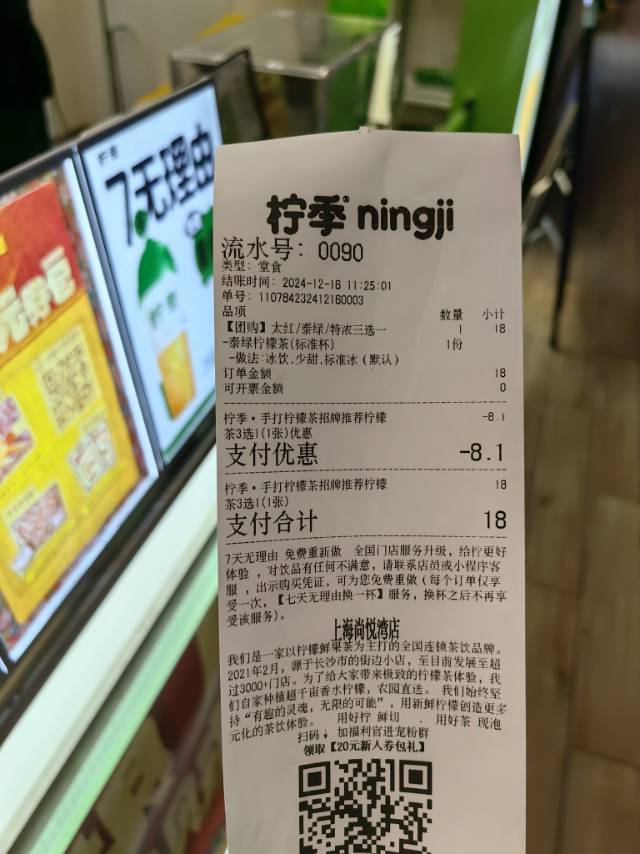 7无理由
柠季 ningji
流水号: 0090
类型: 堂食
结账时间: 2024-12-16 11:25:01
单号: 110784232412160003
品项 数量 小计
【团购】太红/泰绿/特浓三选一 1 18
-泰绿柠檬茶(标准杯) 1份
-做法:冰饮,少甜,标准冰(默认)
订单金额 18
可开票金额 0
柠季·手打柠檬茶招牌推荐柠檬 -8.1
茶3选1(1张)优惠
支付优惠 -8.1
柠季·手打柠檬茶招牌推荐柠檬 18
茶3选1(1张)
支付合计 18
7天无理由 免费重新做 全国门店服务升级，给柠更好
体验 ，对饮品有任何不满意，请联系店员或小程序客
服 ，出示购买凭证，可为您免费重做(每个订单仅享
受一次，【七天无理由换一杯】服务，换杯之后不再享
受该服务)。
上海尚悦湾店
我们是一家以柠檬鲜果茶为主打的全国连锁茶饮品牌。
2021年2月，源于长沙市的街边小店，至目前发展至超
过3000+门店。为了给大家带来极致的柠檬茶体验，我
们自家种植超千亩香水柠檬，农园直送。 我们始终坚
持“有趣的灵魂，无限的可能”，用新鲜柠檬创造更多
元化的茶饮体验。 用好柠 鲜切 . 用好茶 现泡
扫码↓ 加福利官进宠粉群
领取【20元新人券包礼】